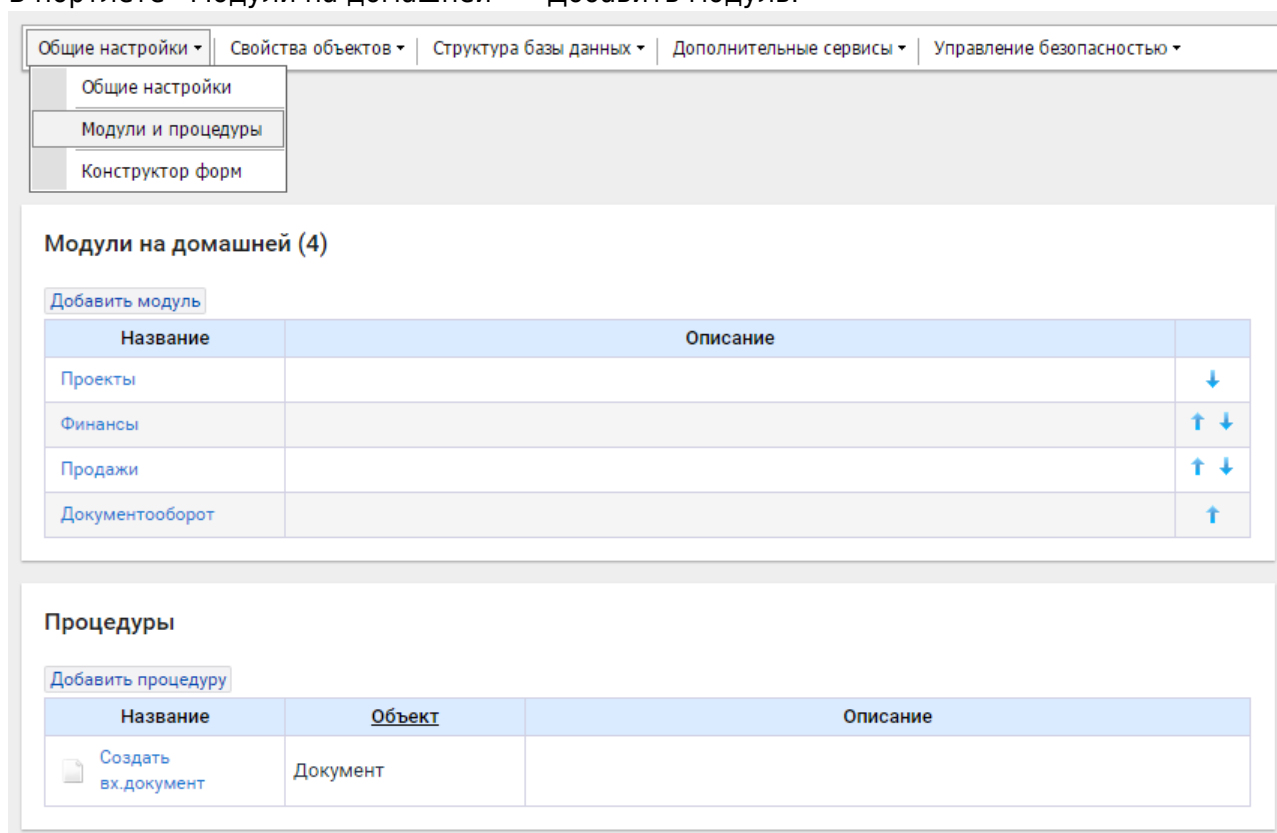 Общие настройки Свойства объектов Структура базы данных Дополнительные сервисы Управление безопасностью
Общие настройки
Модули и процедуры
Конструктор форм
Модули на домашней (4)
Добавить модуль
Название Описание
Проекты
Финансы
Продажи
Документооборот
Процедуры
Добавить процедуру
Название Объект Описание
Создать
вх.документ Документ